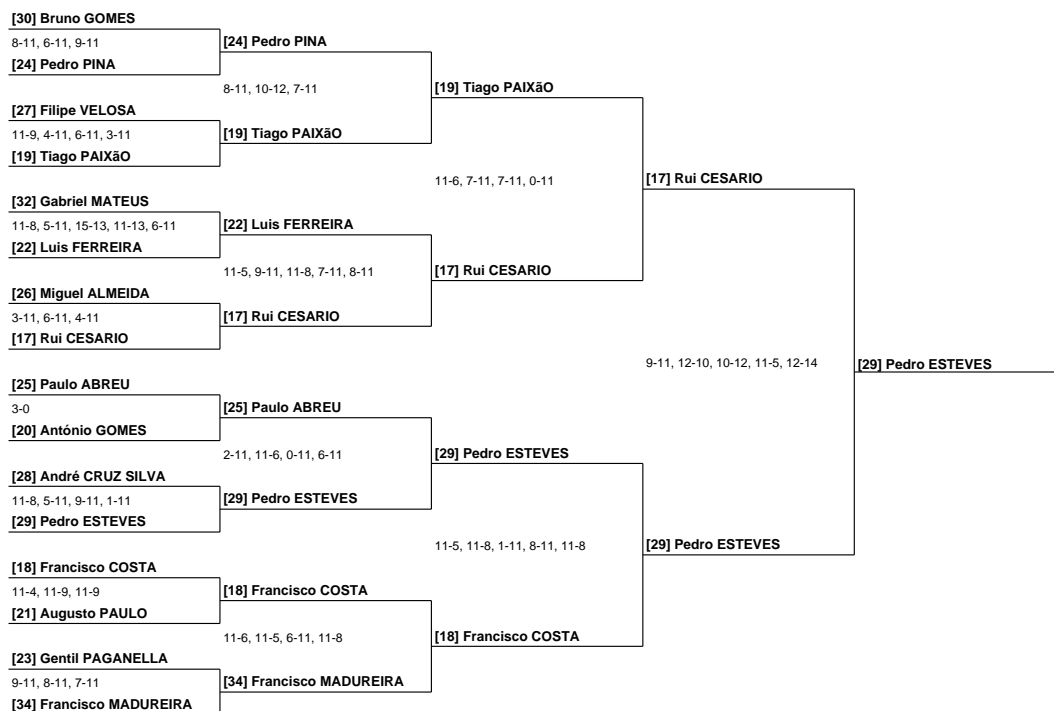 [30] Bruno GOMES
8-11, 6-11, 9-11
[24] Pedro PINA
[24] Pedro PINA
8-11, 10-12, 7-11
[19] Tiago PAIXãO
[27] Filipe VELOSA
11-9, 4-11, 6-11, 3-11
[19] Tiago PAIXãO
[19] Tiago PAIXãO
11-6, 7-11, 7-11, 0-11
[17] Rui CESARIO
[32] Gabriel MATEUS
11-8, 5-11, 15-13, 11-13, 6-11
[22] Luis FERREIRA
[22] Luis FERREIRA
11-5, 9-11, 11-8, 7-11, 8-11
[17] Rui CESARIO
[26] Miguel ALMEIDA
3-11, 6-11, 4-11
[17] Rui CESARIO
[17] Rui CESARIO
9-11, 12-10, 10-12, 11-5, 12-14
[29] Pedro ESTEVES
[25] Paulo ABREU
3-0
[20] António GOMES
[25] Paulo ABREU
2-11, 11-6, 0-11, 6-11
[29] Pedro ESTEVES
[28] André CRUZ SILVA
11-8, 5-11, 9-11, 1-11
[29] Pedro ESTEVES
[29] Pedro ESTEVES
11-5, 11-8, 1-11, 8-11, 11-8
[29] Pedro ESTEVES
[18] Francisco COSTA
11-4, 11-9, 11-9
[21] Augusto PAULO
[18] Francisco COSTA
11-6, 11-5, 6-11, 11-8
[18] Francisco COSTA
[23] Gentil PAGANELLA
9-11, 8-11, 7-11
[34] Francisco MADUREIRA
[34] Francisco MADUREIRA